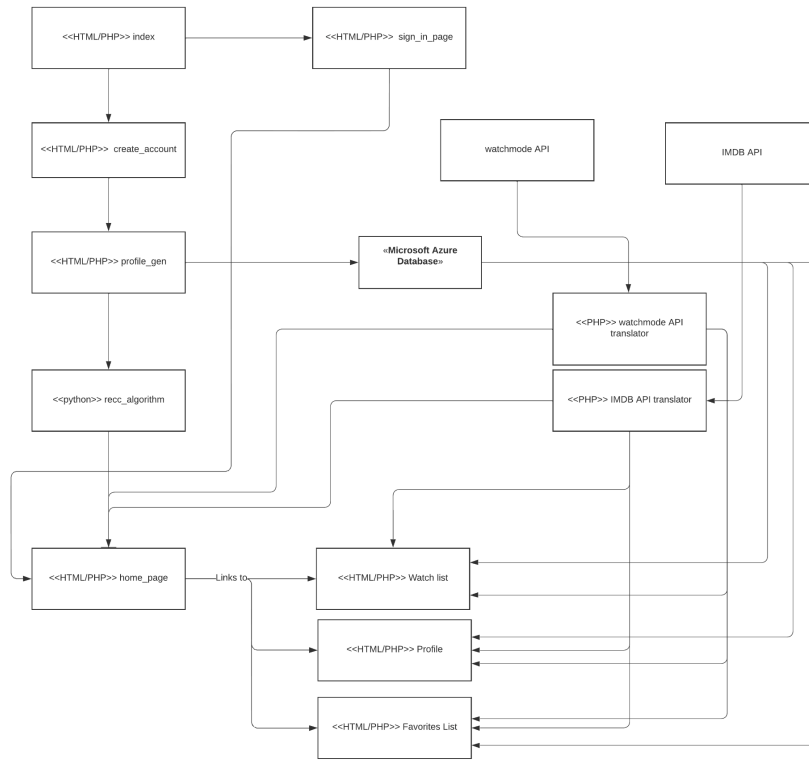 <<HTML/PHP>> index
<<HTML/PHP>> sign_in_page
<<HTML/PHP>> create_account
watchmode API
IMDB API
<<HTML/PHP>> profile_gen
«Microsoft Azure
Database»
<<PHP>> watchmode API
translator
<<python>> recc_algorithm
<<PHP>> IMDB API translator
<<HTML/PHP>> home_page
Links to
<<HTML/PHP>> Watch list
<<HTML/PHP>> Profile
<<HTML/PHP>> Favorites List